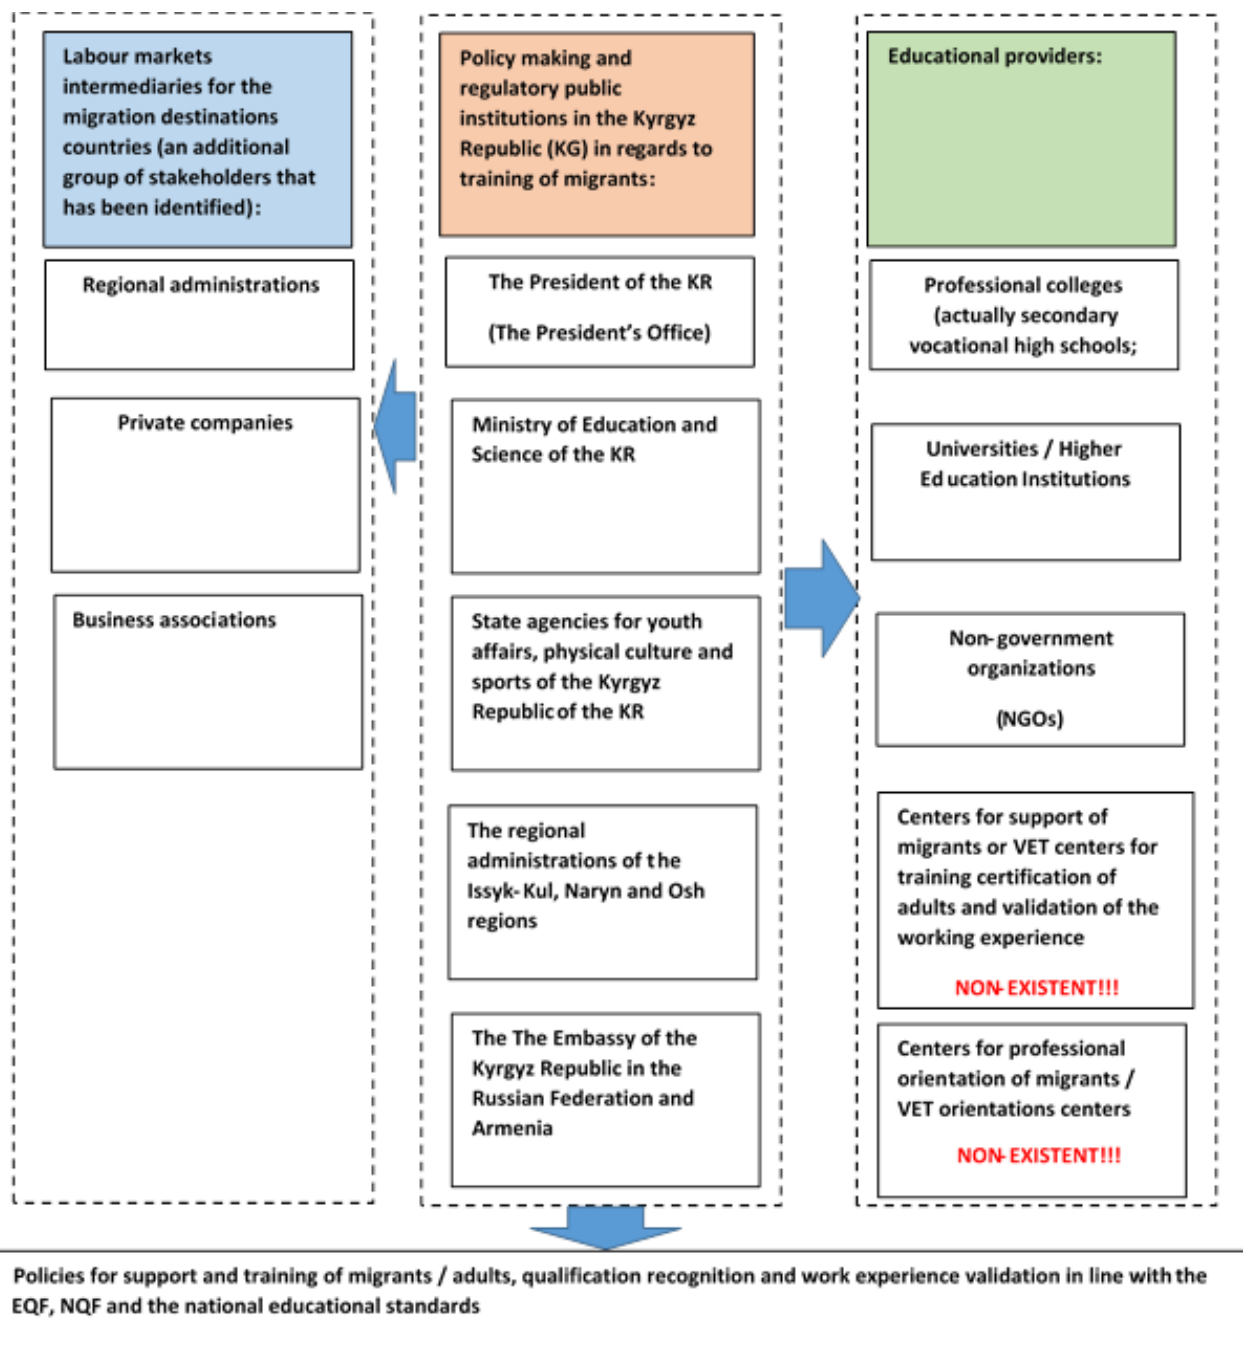 Labour markets
intermediaries for the
migration destinations
countries (an additional
group of stakeholders that
has been identified):
Regional administrations
Private companies
Business associations
Policy making and
regulatory public
institutions in the Kyrgyz
Republic (KG) in regards to
training of migrants:
The President of the KR
(The President's Office)
Ministry of Education and
Science of the KR
State agencies for youth
affairs, physical culture and
sports of the Kyrgyz
Republic of the KR
The regional
administrations of the
Issyk-Kul, Naryn and Osh
regions
The The Embassy of the
Kyrgyz Republic in the
Russian Federation and
Armenia
Educational providers:
Professional colleges
(actually secondary
vocational high schools;
Universities / Higher
Education Institutions
Non-government
organizations
(NGOs)
Centers for support of
migrants or VET centers for
training certification of
adults and validation of the
working experience
NON-EXISTENT!!!
Centers for professional
orientation of migrants /
VET orientations centers
NON-EXISTENT!!!
Policies for support and training of migrants / adults, qualification recognition and work experience validation in line with the
EQF, NQF and the national educational standards